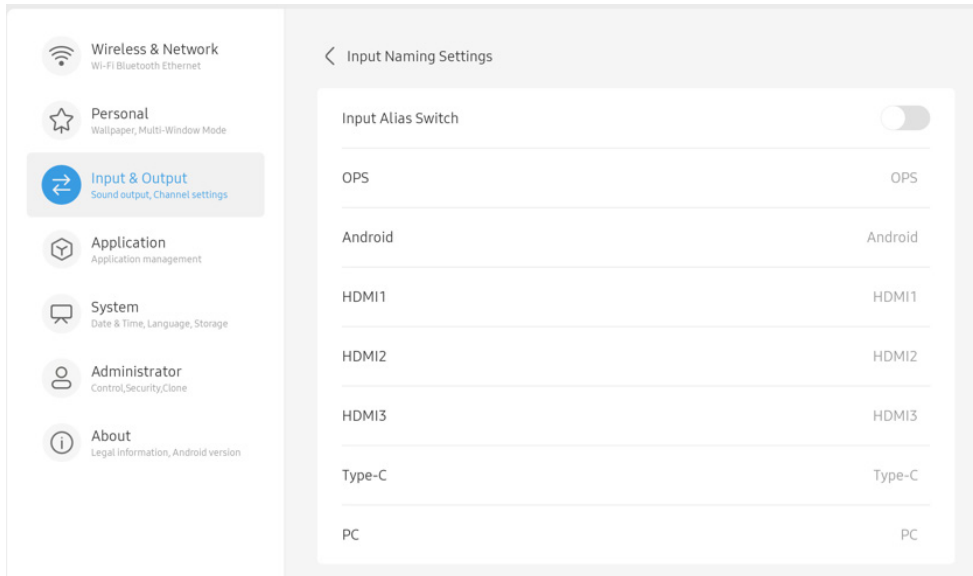 Wireless & Network
Wi-Fi Bluetooth Ethernet
Personal
Wallpaper, Multi-Window Mode
Input & Output
Sound output, Channel settings
Application
Application management
System
Date & Time, Language, Storage
Administrator
Control,Security,Clone
About
Legal information, Android version
Input Naming Settings
Input Alias Switch
OPS OPS
Android Android
HDMI1 HDMI1
HDMI2 HDMI2
HDMI3 HDMI3
Type-C Type-C
PC PC